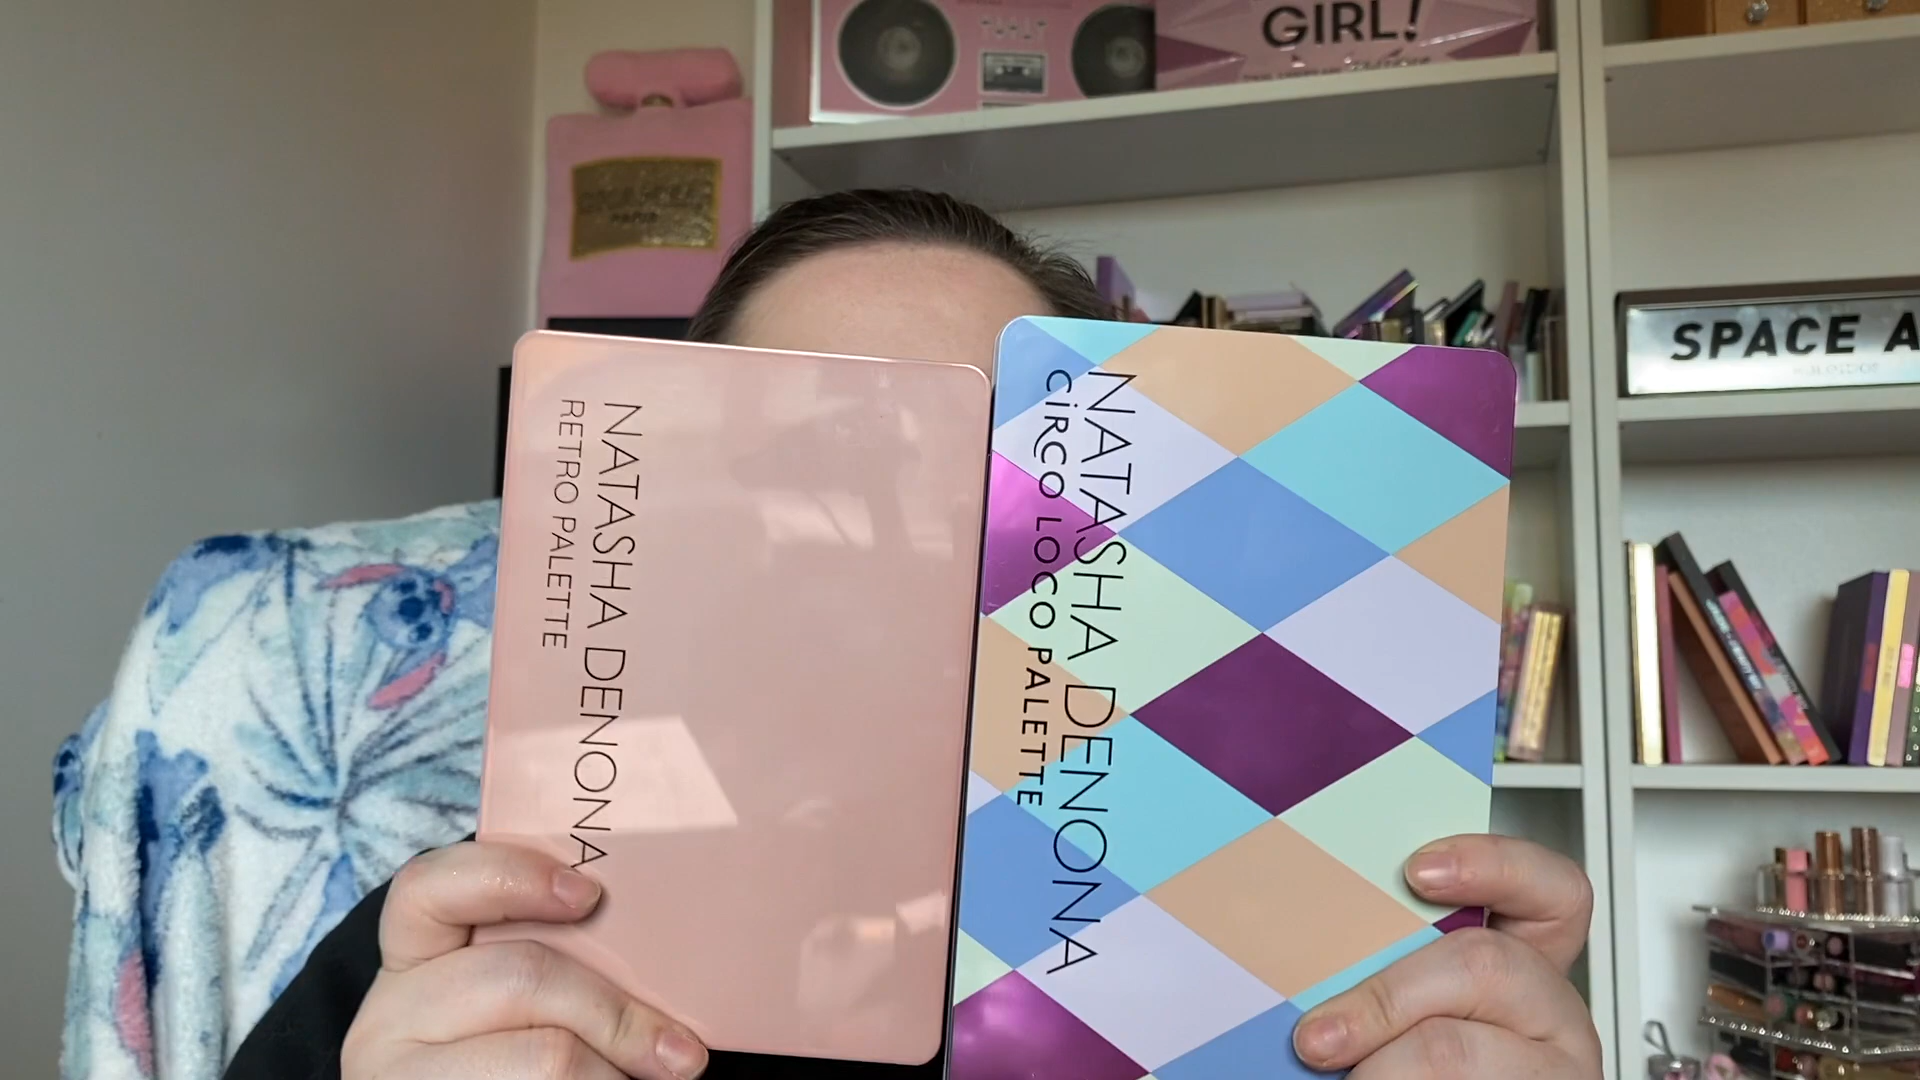 GIRL!
SPACE A
NATASHA DENONA
RETRO PALETTE
NATASHA DENONA
CiRCO LOCO PALETTE